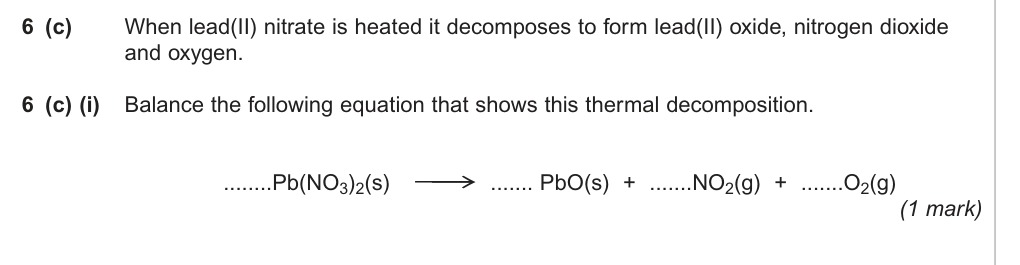 6 (c) When lead(II) nitrate is heated it decomposes to form lead(II) oxide, nitrogen dioxide
and oxygen.
6 (c) (i) Balance the following equation that shows this thermal decomposition.
........Pb(NO₃)₂(s) ⟶ ....... PbO(s) + .......NO₂(g) + .......O₂(g)
(1 mark)